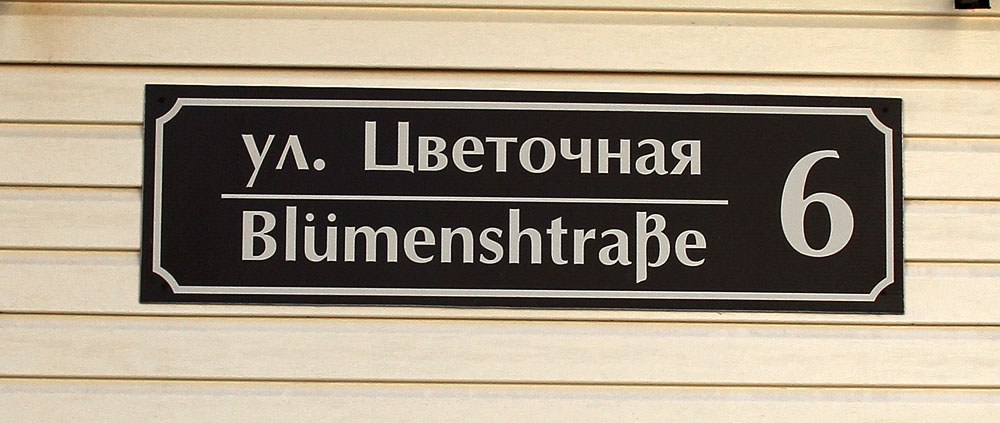 ул. Цветочная
Blümenshtraße
6